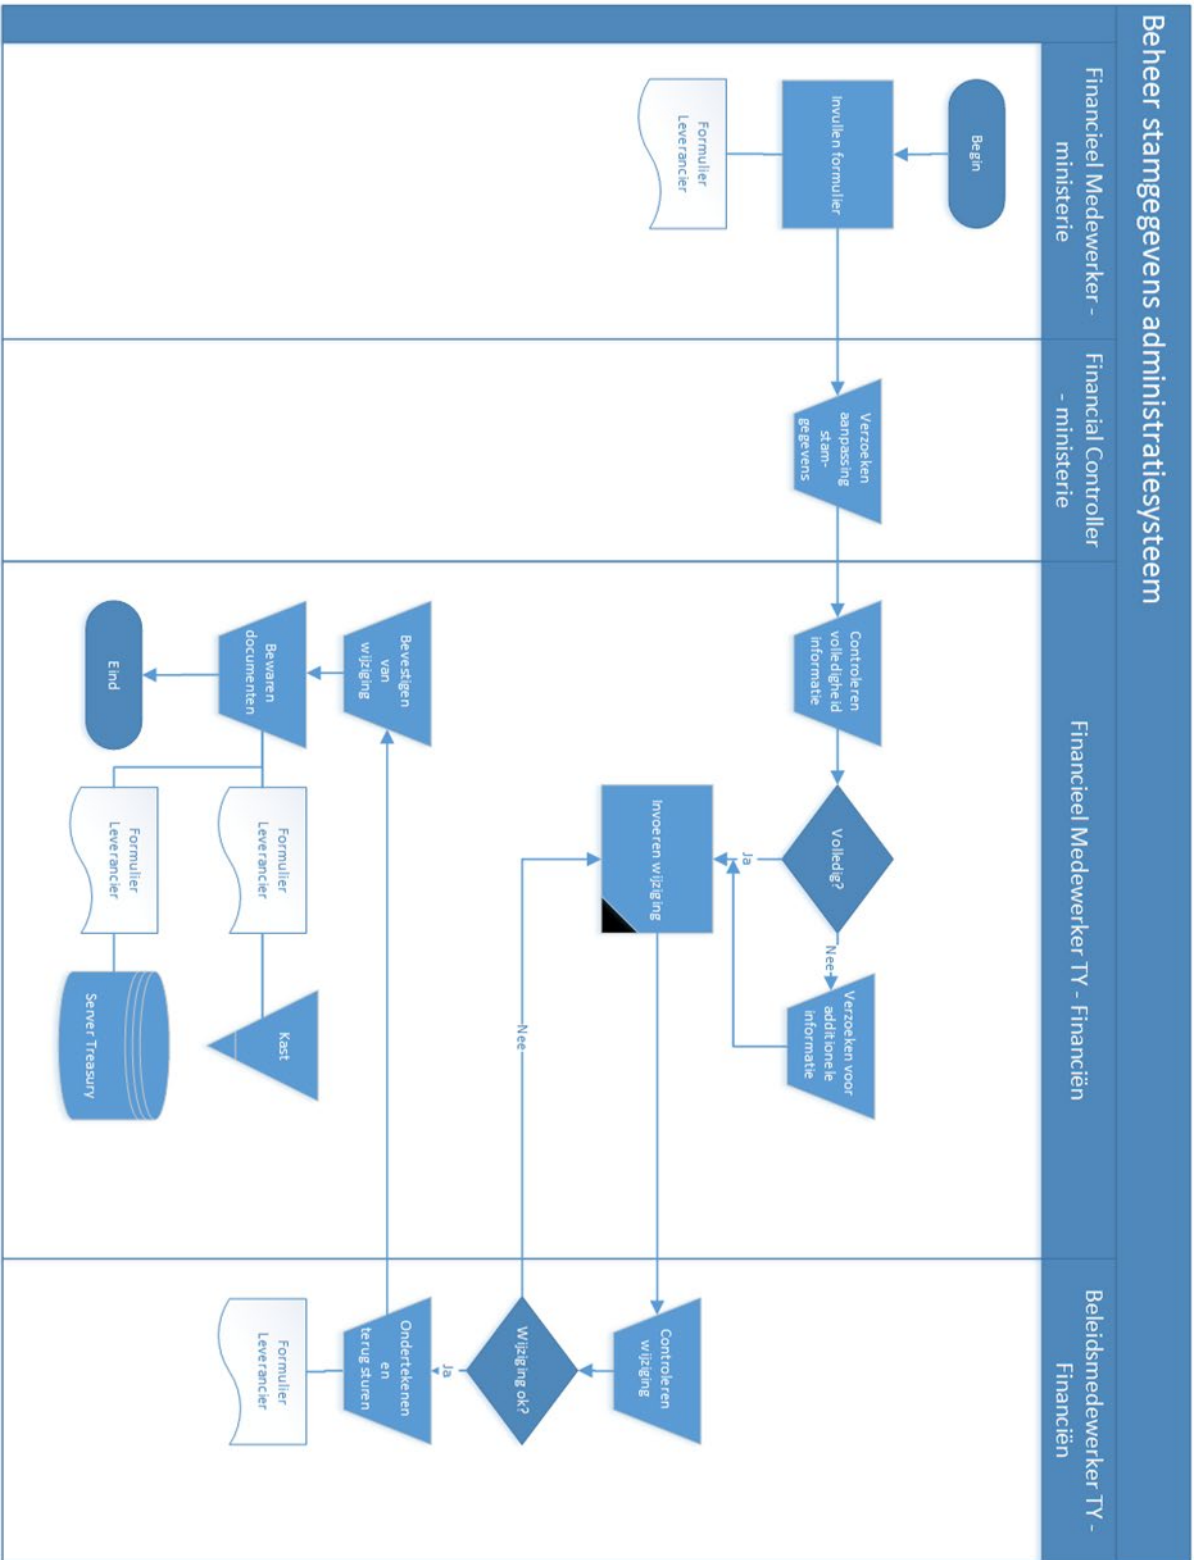 Beheer stamgegevens administratiesysteem
Financieel Medewerker -
ministerie
Financial Controller
- ministerie
Financieel Medewerker TY - Financiën
Beleidsmedewerker TY -
Financiën
Begin
Invullen formulier
Formulier
Leverancier
Verzoeken
aanpassing
stam-
gegevens
Controleren
volledigheid
informatie
Volledig?
Nee
Verzoeken voor
additionele
informatie
Ja
Invoeren wijziging
Controleren
wijziging
Wijziging ok?
Nee
Ja
Ondertekenen
en
terug sturen
Formulier
Leverancier
Bevestigen
van
wijziging
Bewaren
documenten
Formulier
Leverancier
Kast
Formulier
Leverancier
Server Treasury
Eind